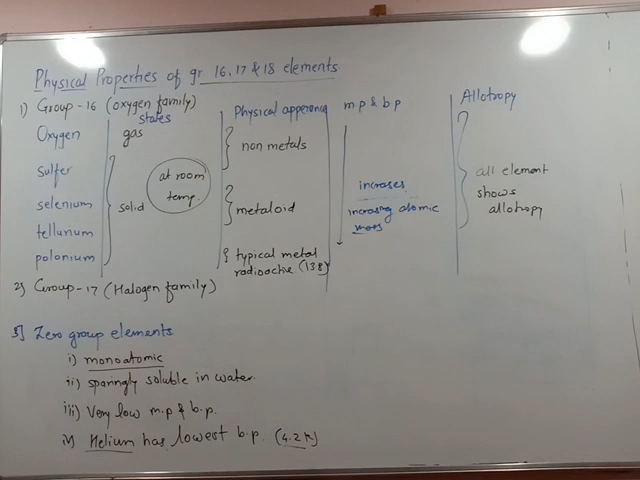 Physical Properties of gr 16, 17 & 18 elements
1) Group-16 (oxygen family)
states
Physical apperence
m.p & b.p
Allotropy
Oxygen
gas
non metals
Sulfer
at room temp.
increases
all element
selenium
solid
metaloid
increasing atomic
mass
shows
allotropy
tellurium
polonium
typical metal
radioactive (138)
2) Group-17 (Halogen family)
3) Zero group elements
i) monoatomic
ii) sparingly soluble in water.
iii) Very low m.p & b.p.
iv) Helium has lowest b.p. (4.2 K)